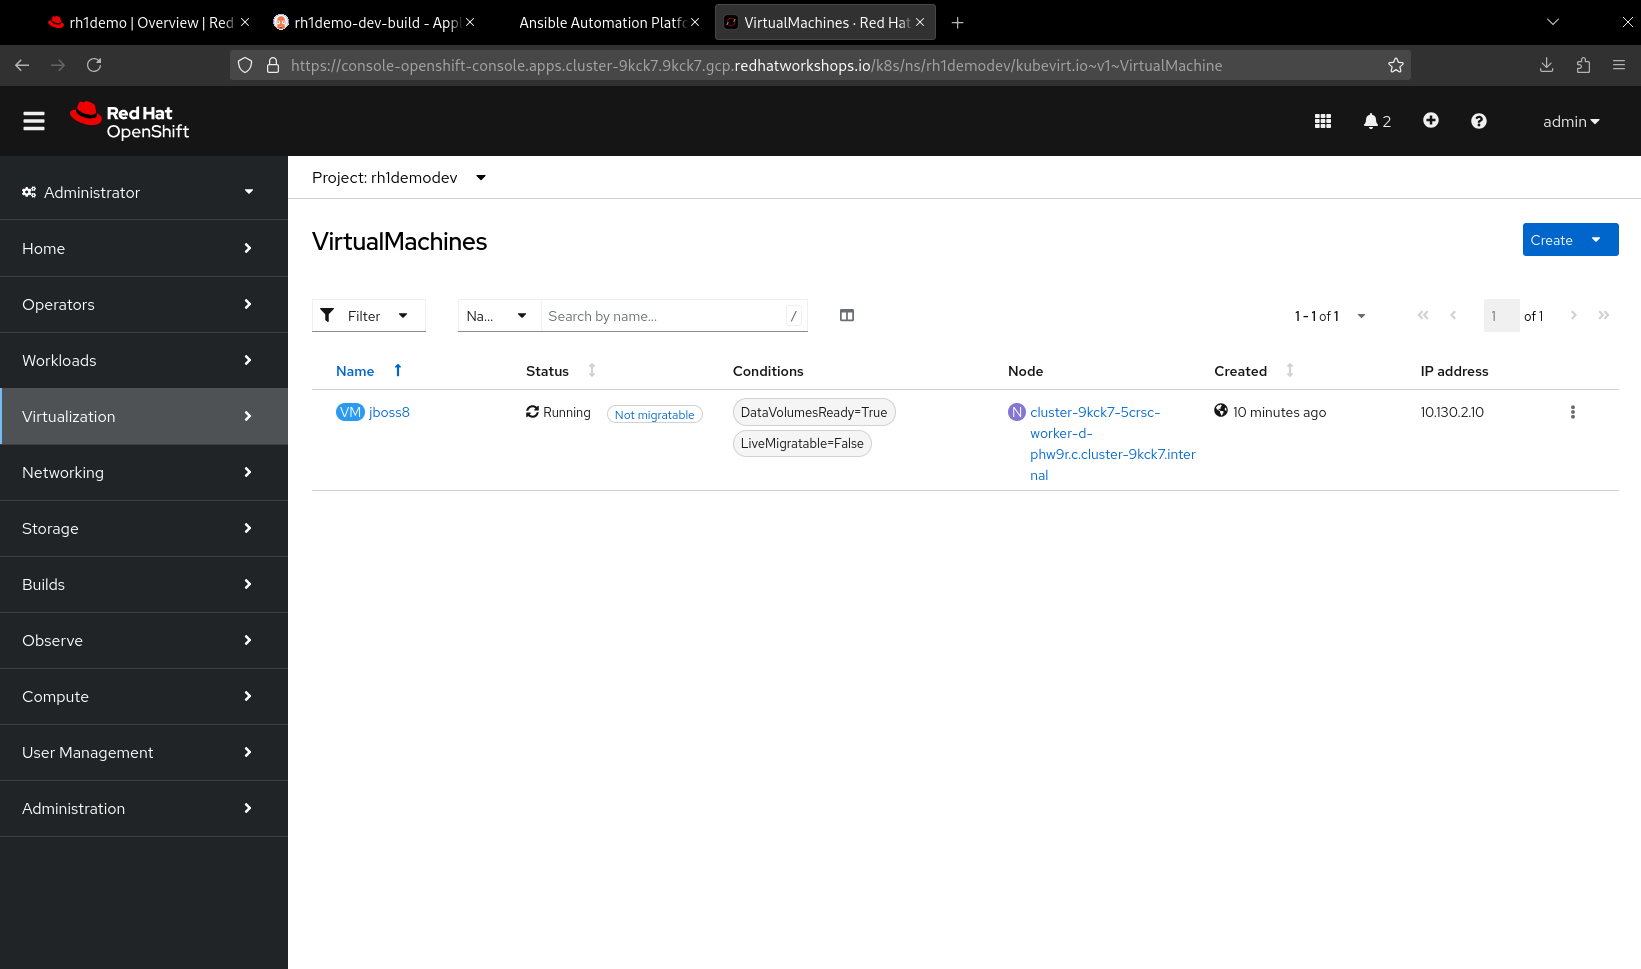 rh1demo | Overview | Red
rh1demo-dev-build - Appl
Ansible Automation Platfo
VirtualMachines · Red Hat
https://console-openshift-console.apps.cluster-9kck7.9kck7.gcp.redhatworkshops.io/k8s/ns/rh1demodev/kubevirt.io~v1~VirtualMachine
Red Hat
OpenShift
2
admin
Administrator
Home
Operators
Workloads
Virtualization
Networking
Storage
Builds
Observe
Compute
User Management
Administration
Project: rh1demodev
VirtualMachines
Create
Filter
Na...
Search by name...
/
1 - 1 of 1
1 of 1
Name Status Conditions Node Created IP address
VM jboss8
Running Not migratable
DataVolumesReady=True
LiveMigratable=False
N cluster-9kck7-5crsc-
worker-d-
phw9r.c.cluster-9kck7.inter
nal
10 minutes ago
10.130.2.10